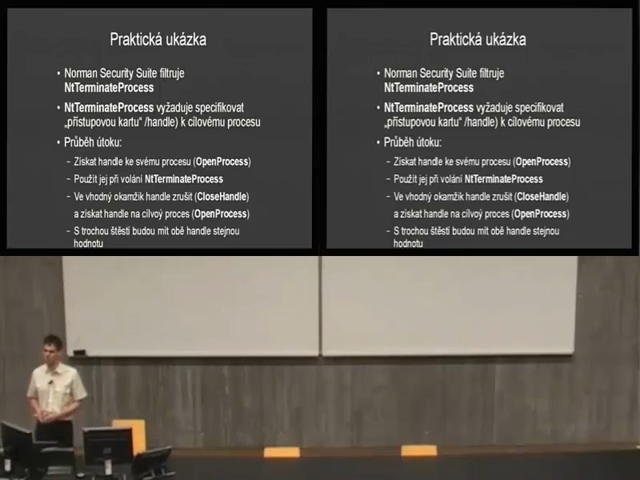 Praktická ukázka
• Norman Security Suite filtruje
NtTerminateProcess
• NtTerminateProcess vyžaduje specifikovat
„přístupovou kartu“ /handle) k cílovému procesu
• Průběh útoku:
– Získat handle ke svému procesu (OpenProcess)
– Použít jej při volání NtTerminateProcess
– Ve vhodný okamžik handle zrušit (CloseHandle)
a získat handle na cílvoý proces (OpenProcess)
– S trochou štěstí budou mít obě handle stejnou
hodnotu
Praktická ukázka
• Norman Security Suite filtruje
NtTerminateProcess
• NtTerminateProcess vyžaduje specifikovat
„přístupovou kartu“ /handle) k cílovému procesu
• Průběh útoku:
– Získat handle ke svému procesu (OpenProcess)
– Použít jej při volání NtTerminateProcess
– Ve vhodný okamžik handle zrušit (CloseHandle)
a získat handle na cílvoý proces (OpenProcess)
– S trochou štěstí budou mít obě handle stejnou
hodnotu